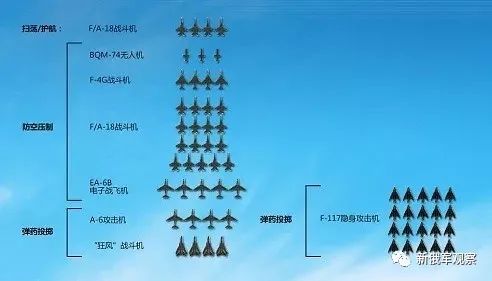 扫荡/护航： F/A-18战斗机
BQM-74无人机
F-4G战斗机
防空压制 F/A-18战斗机
EA-6B
电子战飞机
弹药投掷 A-6攻击机
“狂风”战斗机
弹药投掷 F-117隐身攻击机
新俄军观察